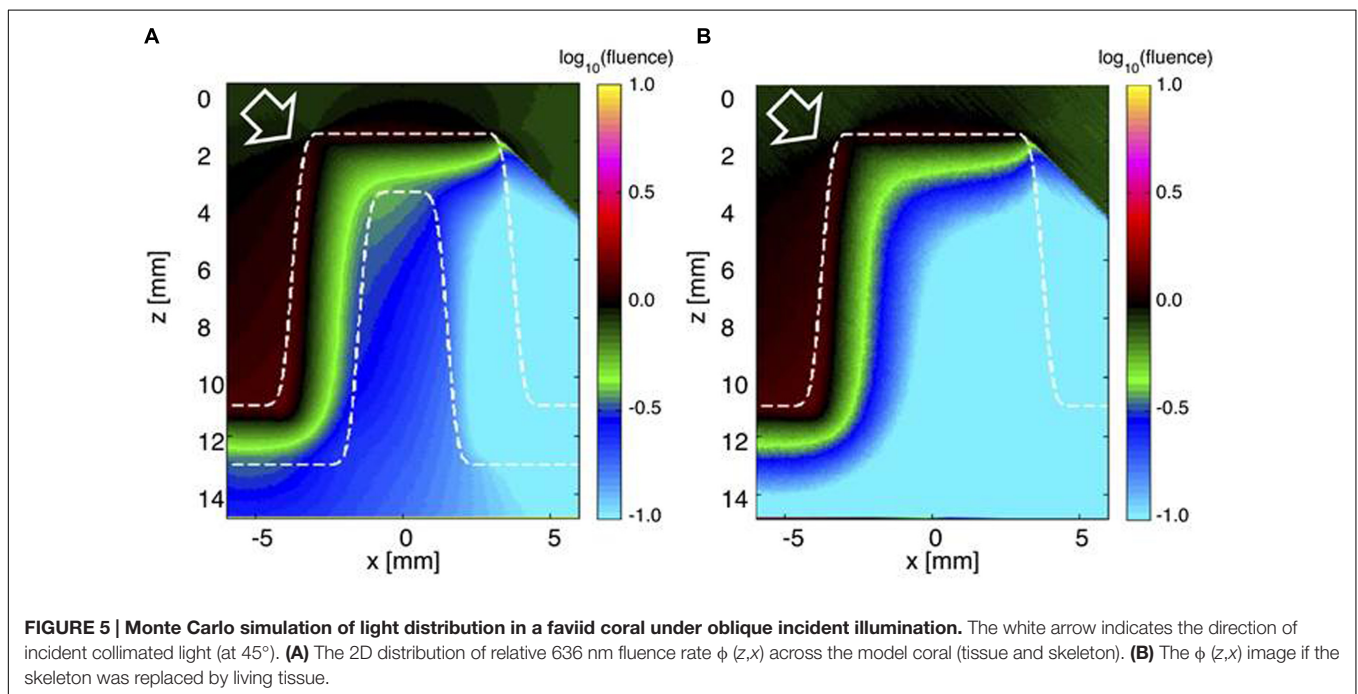 A
B
log10(fluence)
log10(fluence)
0
2
4
6
8
10
12
14
z [mm]
-5
0
5
x [mm]
1.0
0.5
0.0
-0.5
-1.0
0
2
4
6
8
10
12
14
z [mm]
-5
0
5
x [mm]
1.0
0.5
0.0
-0.5
-1.0
FIGURE 5 | Monte Carlo simulation of light distribution in a faviid coral under oblique incident illumination. The white arrow indicates the direction of
incident collimated light (at 45°). (A) The 2D distribution of relative 636 nm fluence rate ϕ (z,x) across the model coral (tissue and skeleton). (B) The ϕ (z,x) image if the
skeleton was replaced by living tissue.